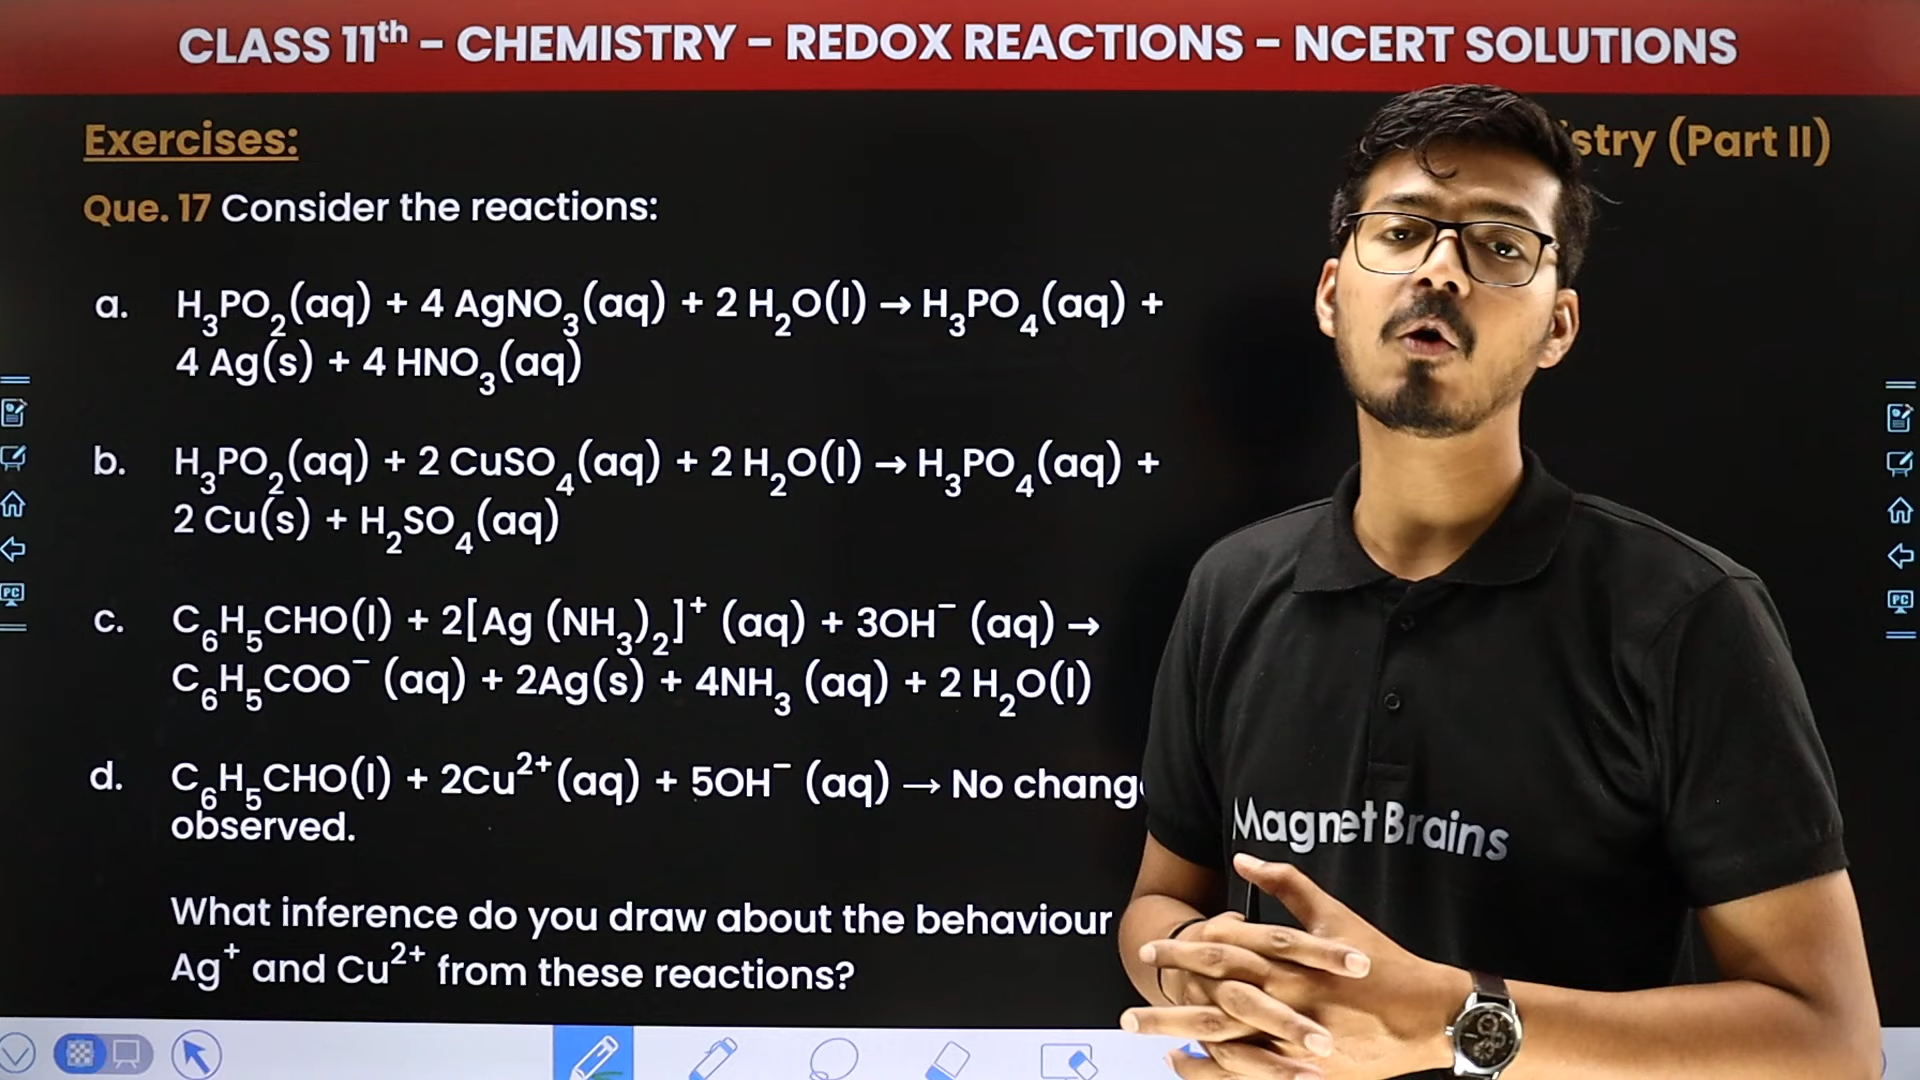 CLASS 11ᵗʰ – CHEMISTRY – REDOX REACTIONS – NCERT SOLUTIONS
Exercises:
(Part II)
Que. 17 Consider the reactions:
a. H₃PO₂(aq) + 4 AgNO₃(aq) + 2 H₂O(l) → H₃PO₄(aq) +
4 Ag(s) + 4 HNO₃(aq)
b. H₃PO₂(aq) + 2 CuSO₄(aq) + 2 H₂O(l) → H₃PO₄(aq) +
2 Cu(s) + H₂SO₄(aq)
c. C₆H₅CHO(l) + 2[Ag (NH₃)₂]⁺ (aq) + 3OH⁻ (aq) →
C₆H₅COO⁻ (aq) + 2Ag(s) + 4NH₃ (aq) + 2 H₂O(l)
d. C₆H₅CHO(l) + 2Cu²⁺(aq) + 5OH⁻ (aq) → No
observed.
What inference do you draw about the behaviour
Ag⁺ and Cu²⁺ from these reactions?
Magnet Brains
PC
PC